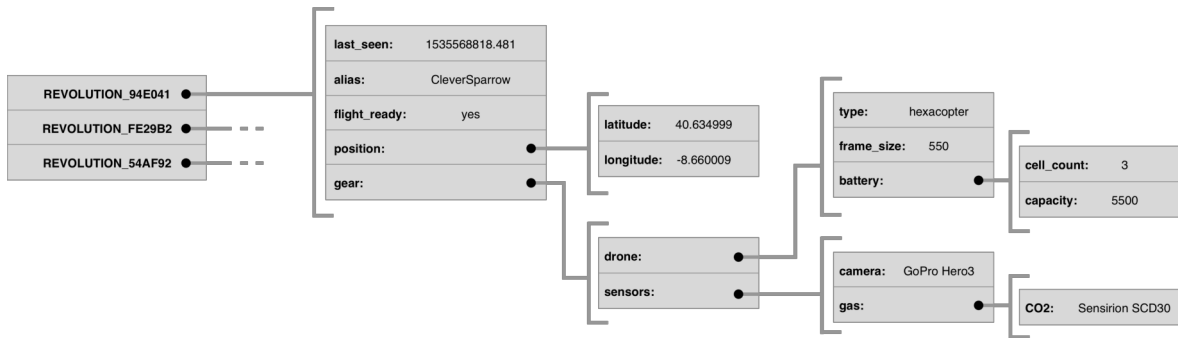 REVOLUTION_94E041
REVOLUTION_FE29B2
REVOLUTION_54AF92
last_seen: 1535568818.481
alias: CleverSparrow
flight_ready: yes
position:
gear:
latitude: 40.634999
longitude: -8.660009
drone:
sensors:
type: hexacopter
frame_size: 550
battery:
cell_count: 3
capacity: 5500
camera: GoPro Hero3
gas:
CO2: Sensirion SCD30